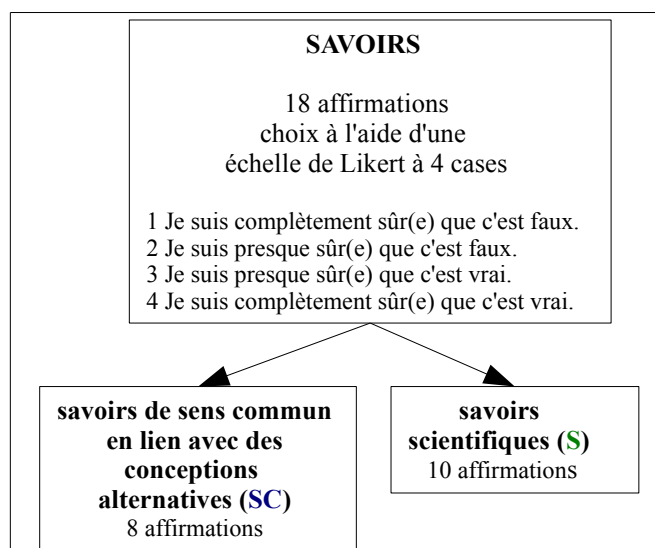 SAVOIRS
18 affirmations
choix à l'aide d'une
échelle de Likert à 4 cases
1 Je suis complètement sûr(e) que c'est faux.
2 Je suis presque sûr(e) que c'est faux.
3 Je suis presque sûr(e) que c'est vrai.
4 Je suis complètement sûr(e) que c'est vrai.
savoirs de sens commun
en lien avec des
conceptions
alternatives (SC)
8 affirmations
savoirs
scientifiques (S)
10 affirmations